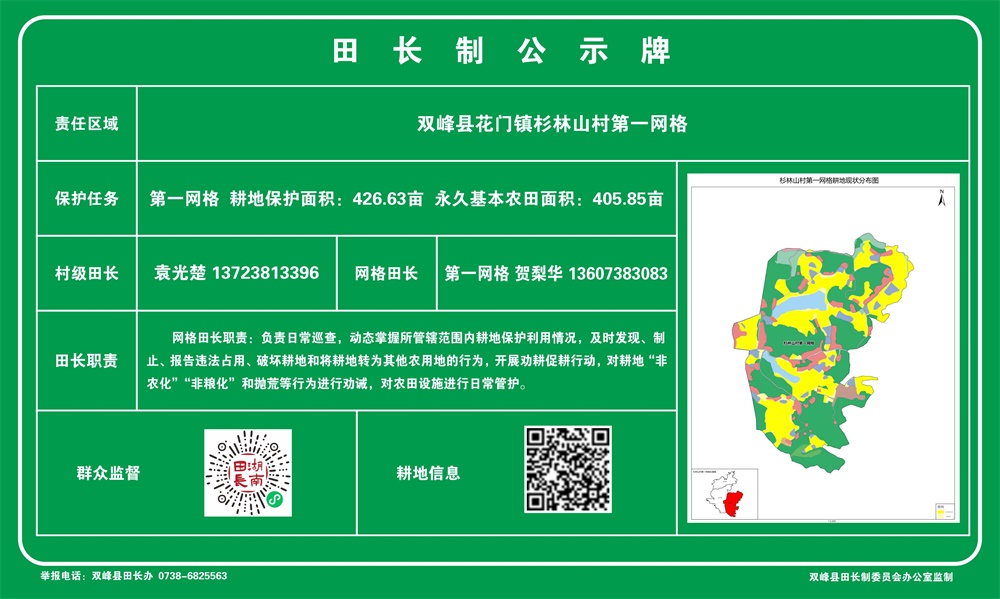 田长制公示牌
责任区域
双峰县花门镇杉林山村第一网格
保护任务
第一网格 耕地保护面积：426.63亩 永久基本农田面积：405.85亩
村级田长
袁光楚 13723813396
网格田长
第一网格 贺梨华 13607383083
田长职责
网格田长职责：负责日常巡查，动态掌握所管辖范围内耕地保护利用情况，及时发现、制
止、报告违法占用、破坏耕地和将耕地转为其他农用地的行为，开展劝耕促耕行动，对耕地“非
农化”“非粮化”和抛荒等行为进行劝诫，对农田设施进行日常管护。
杉林山村第一网格耕地现状分布图
N
杉林山村第一网格
群众监督
湖南田長
耕地信息
举报电话：双峰县田长办 0738-6825563
双峰县田长制委员会办公室监制